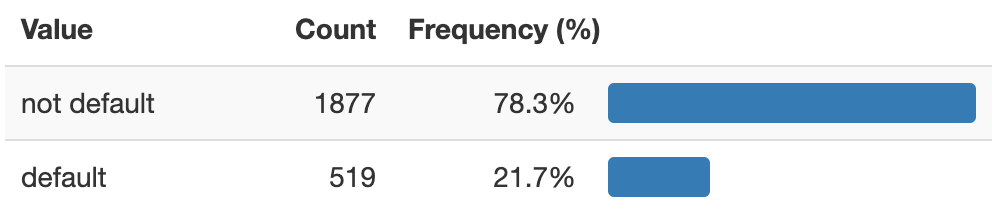 Value Count Frequency (%)
not default 1877 78.3%
default 519 21.7%